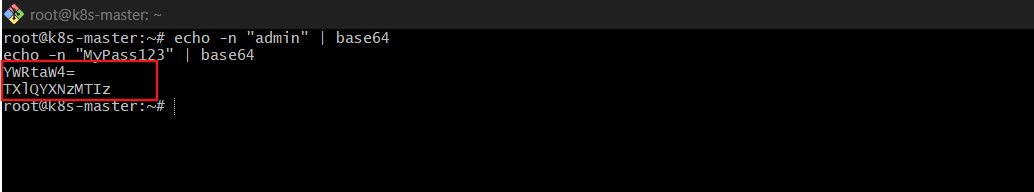 root@k8s-master: ~
root@k8s-master:~# echo -n "admin" | base64
echo -n "MyPass123" | base64
YWRtaW4=
TXlQYXNzMTIz
root@k8s-master:~#